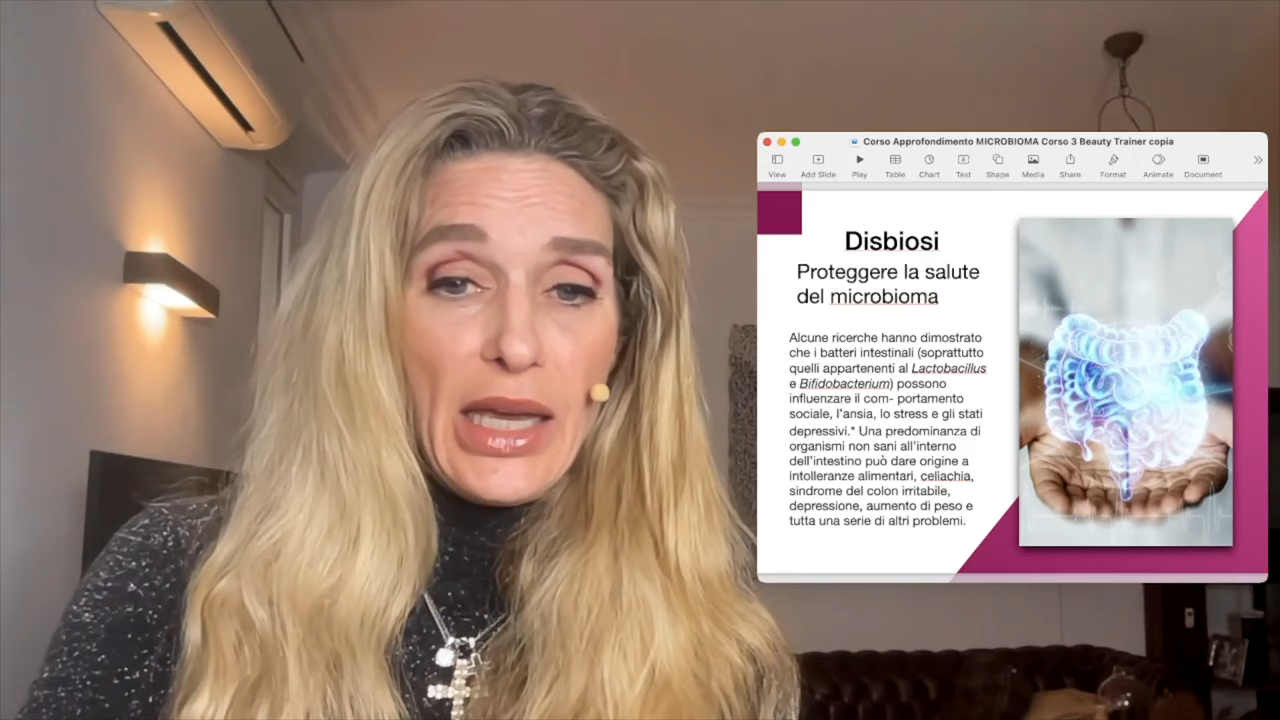 Corso Approfondimento MICROBIOMA Corso 3 Beauty Trainer copia
View Add Slide Play Table Chart Text Shape Media Share Format Animate Document
Disbiosi
Proteggere la salute
del microbioma
Alcune ricerche hanno dimostrato
che i batteri intestinali (soprattutto
quelli appartenenti al Lactobacillus
e Bifidobacterium) possono
influenzare il com- portamento
sociale, l'ansia, lo stress e gli stati
depressivi.* Una predominanza di
organismi non sani all'interno
dell'intestino può dare origine a
intolleranze alimentari, celiachia,
sindrome del colon irritabile,
depressione, aumento di peso e
tutta una serie di altri problemi.